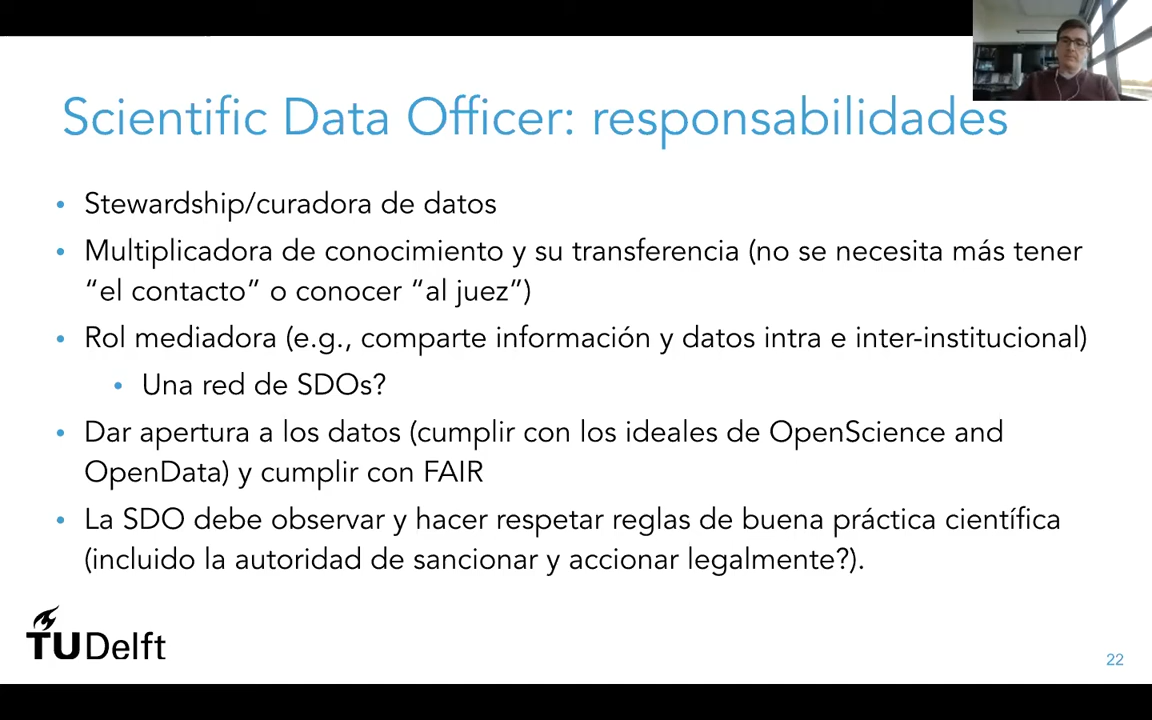 Scientific Data Officer: responsabilidades
• Stewardship/curadora de datos
• Multiplicadora de conocimiento y su transferencia (no se necesita más tener
“el contacto” o conocer “al juez”)
• Rol mediadora (e.g., comparte información y datos intra e inter-institucional)
• Una red de SDOs?
• Dar apertura a los datos (cumplir con los ideales de OpenScience and
OpenData) y cumplir con FAIR
• La SDO debe observar y hacer respetar reglas de buena práctica científica
(incluido la autoridad de sancionar y accionar legalmente?).
TUDelft
22